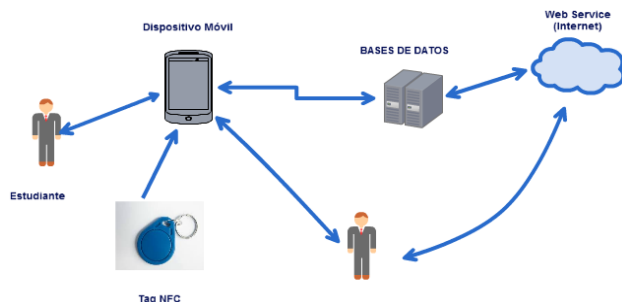 Web Service
(Internet)
Dispositivo Móvil
BASES DE DATOS
Estudiante
Tag NFC